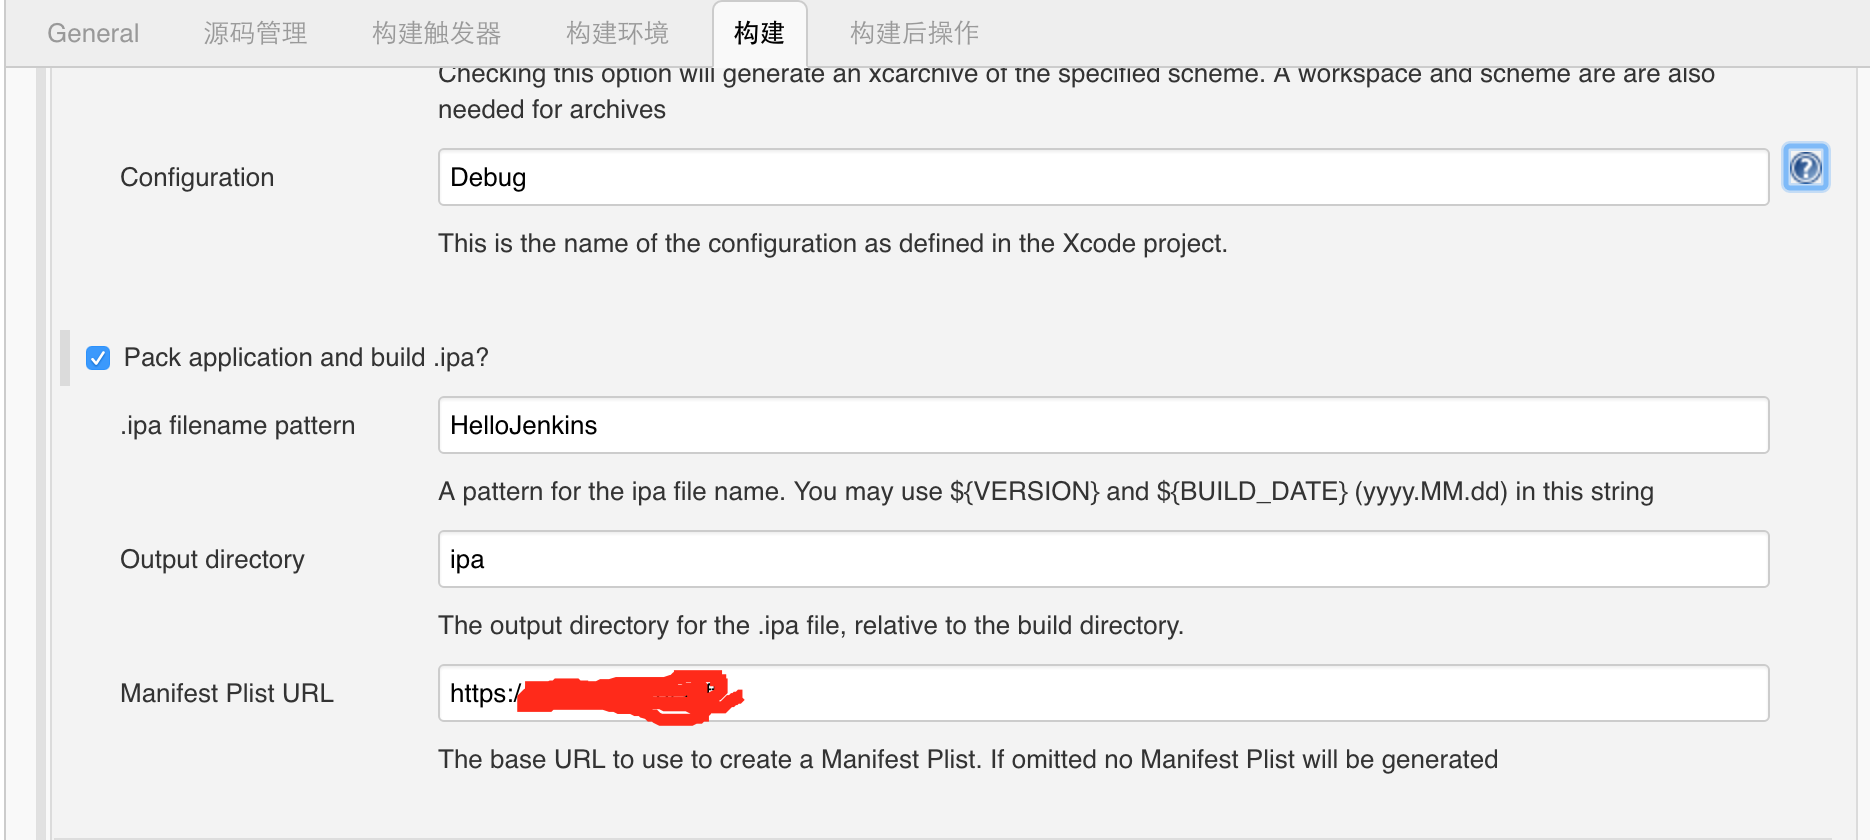 General 源码管理 构建触发器 构建环境 构建 构建后操作
Checking this option will generate an xcarchive of the specified scheme. A workspace and scheme are are also
needed for archives
Configuration Debug
This is the name of the configuration as defined in the Xcode project.
Pack application and build .ipa?
.ipa filename pattern HelloJenkins
A pattern for the ipa file name. You may use ${VERSION} and ${BUILD_DATE} (yyyy.MM.dd) in this string
Output directory ipa
The output directory for the .ipa file, relative to the build directory.
Manifest Plist URL https:/
The base URL to use to create a Manifest Plist. If omitted no Manifest Plist will be generated